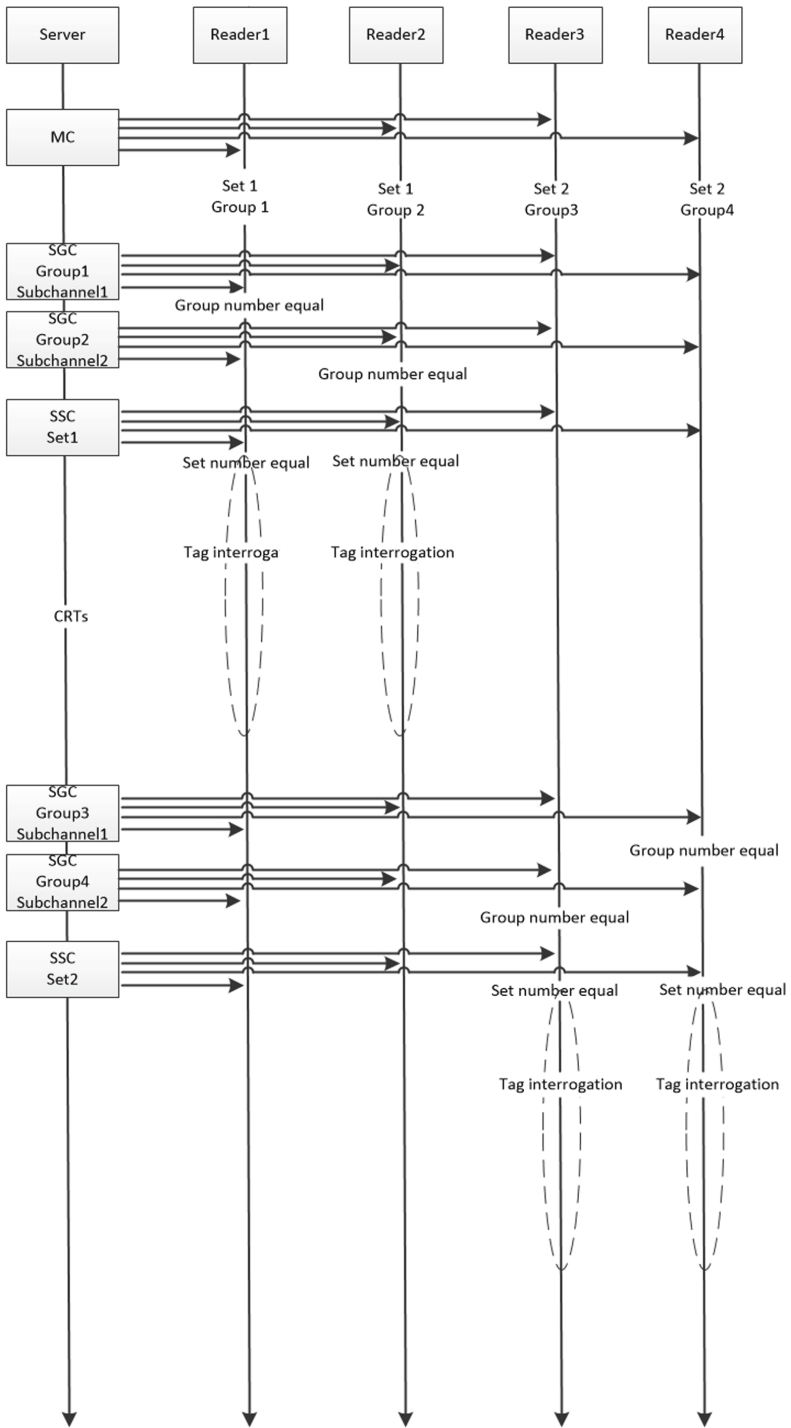 Server
Reader1
Reader2
Reader3
Reader4
MC
Set 1
Group 1
Set 1
Group 2
Set 2
Group3
Set 2
Group4
SGC
Group1
Subchannel1
Group number equal
SGC
Group2
Subchannel2
Group number equal
SSC
Set1
Set number equal
Set number equal
Tag interroga
Tag interrogation
CRTs
SGC
Group3
Subchannel1
Group number equal
SGC
Group4
Subchannel2
Group number equal
SSC
Set2
Set number equal
Set number equal
Tag interrogation
Tag interrogation